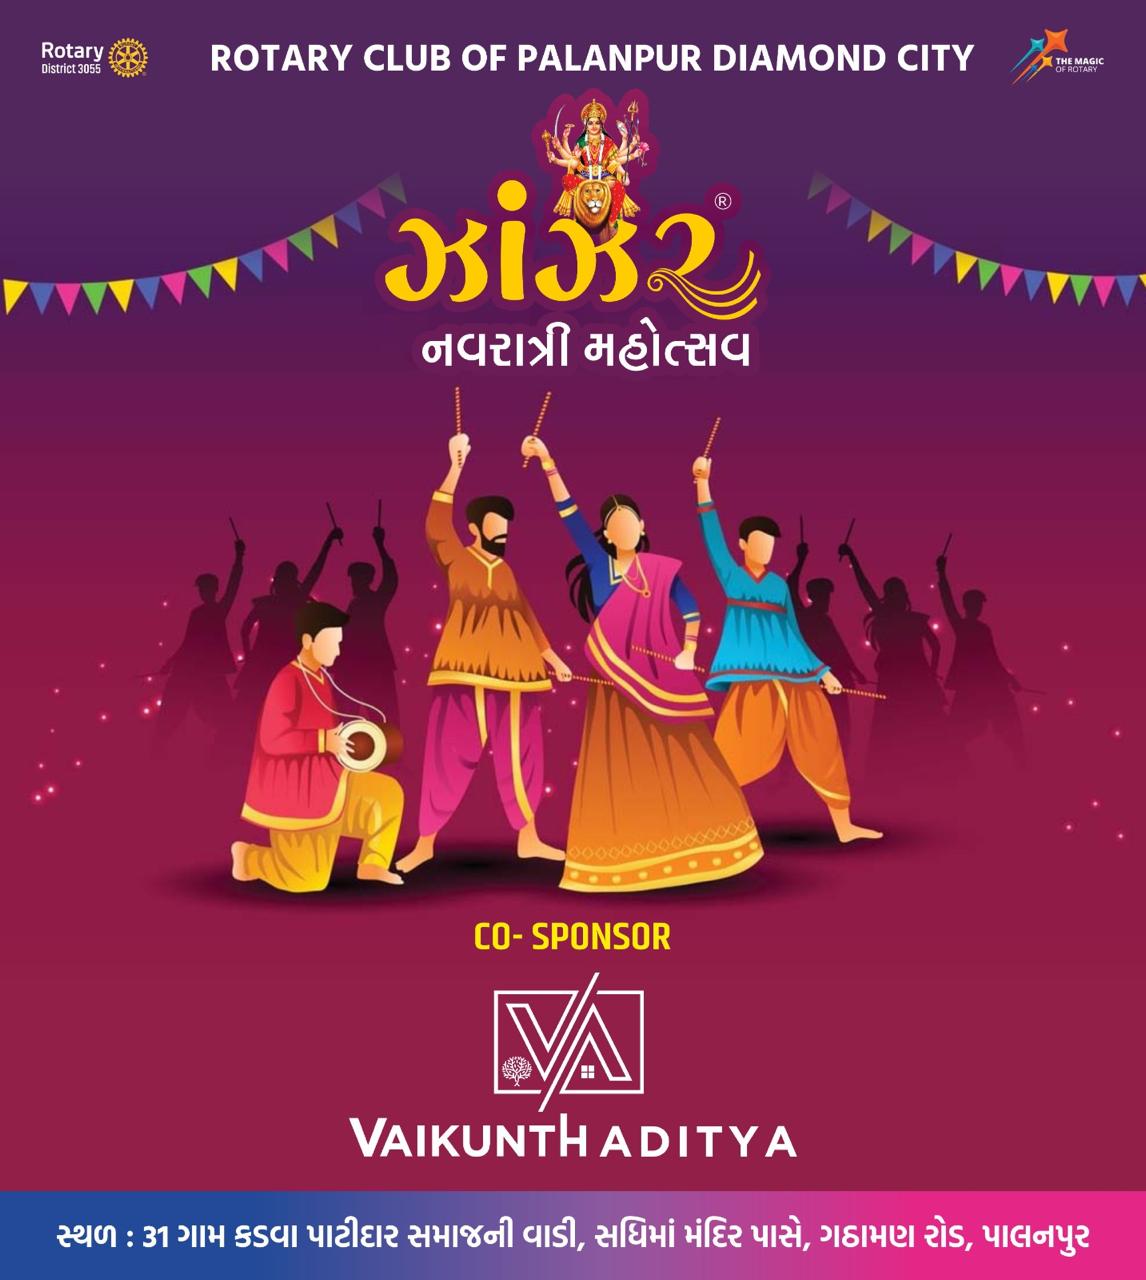 Rotary
District 3055
ROTARY CLUB OF PALANPUR DIAMOND CITY
THE MAGIC
OF ROTARY
ઝાંઝર ®
નવરાત્રી મહોત્સવ
CO- SPONSOR
VA
VAIKUNTH ADITYA
સ્થળ : 31 ગામ કડવા પાટીદાર સમાજની વાડી, સધિમાં મંદિર પાસે, ગઠામણ રોડ, પાલનપુર